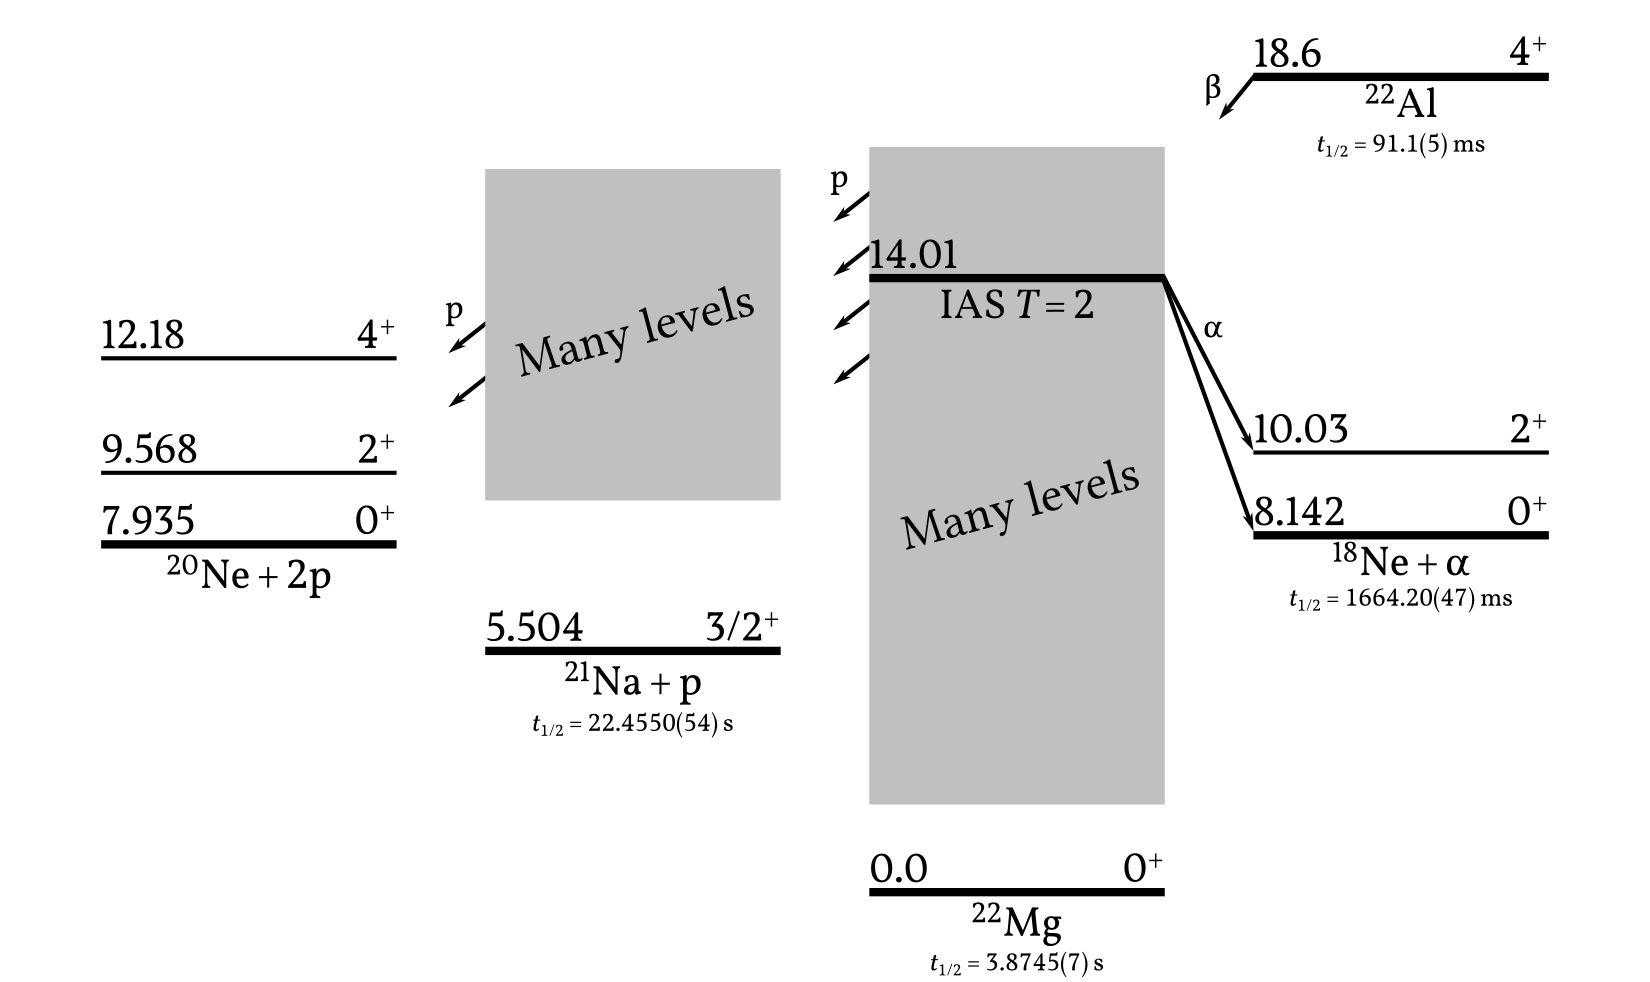 18.6 4⁺
β
²²Al
t₁/₂ = 91.1(5) ms
p
14.01
IAS T = 2
α
Many levels
p
12.18 4⁺
10.03 2⁺
9.568 2⁺
Many levels
8.142 0⁺
7.935 0⁺
¹⁸Ne + α
²⁰Ne + 2p
t₁/₂ = 1664.20(47) ms
5.504 3/2⁺
²¹Na + p
t₁/₂ = 22.4550(54) s
0.0 0⁺
²²Mg
t₁/₂ = 3.8745(7) s